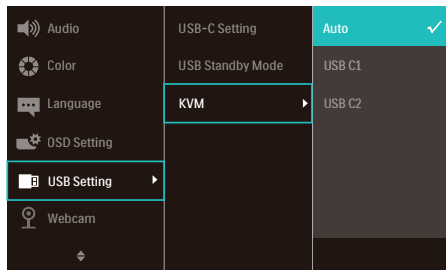 Audio
Color
Language
OSD Setting
USB Setting
Webcam
USB-C Setting
USB Standby Mode
KVM
Auto
USB C1
USB C2